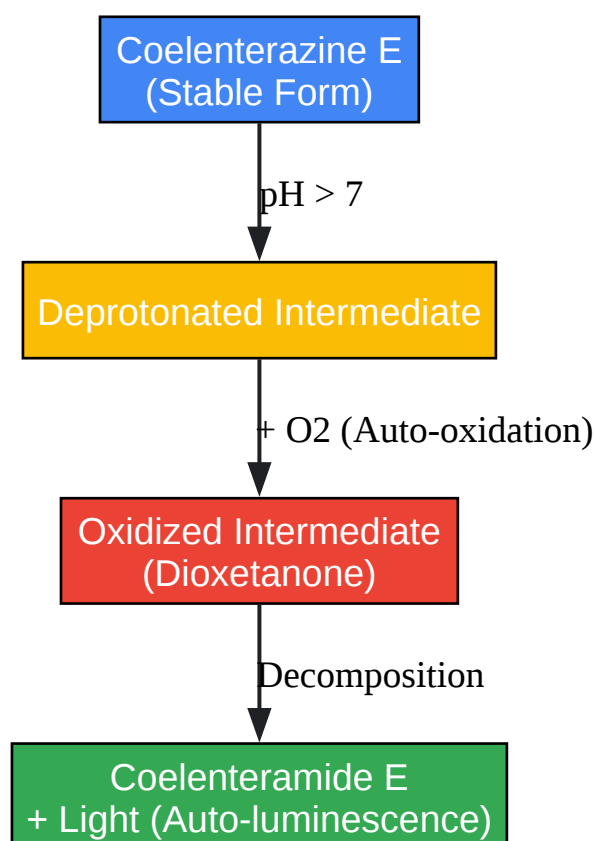 Coelenterazine E
(Stable Form)
pH > 7
Deprotonated Intermediate
+ O2 (Auto-oxidation)
Oxidized Intermediate
(Dioxetanone)
Decomposition
Coelenteramide E
+ Light (Auto-luminescence)